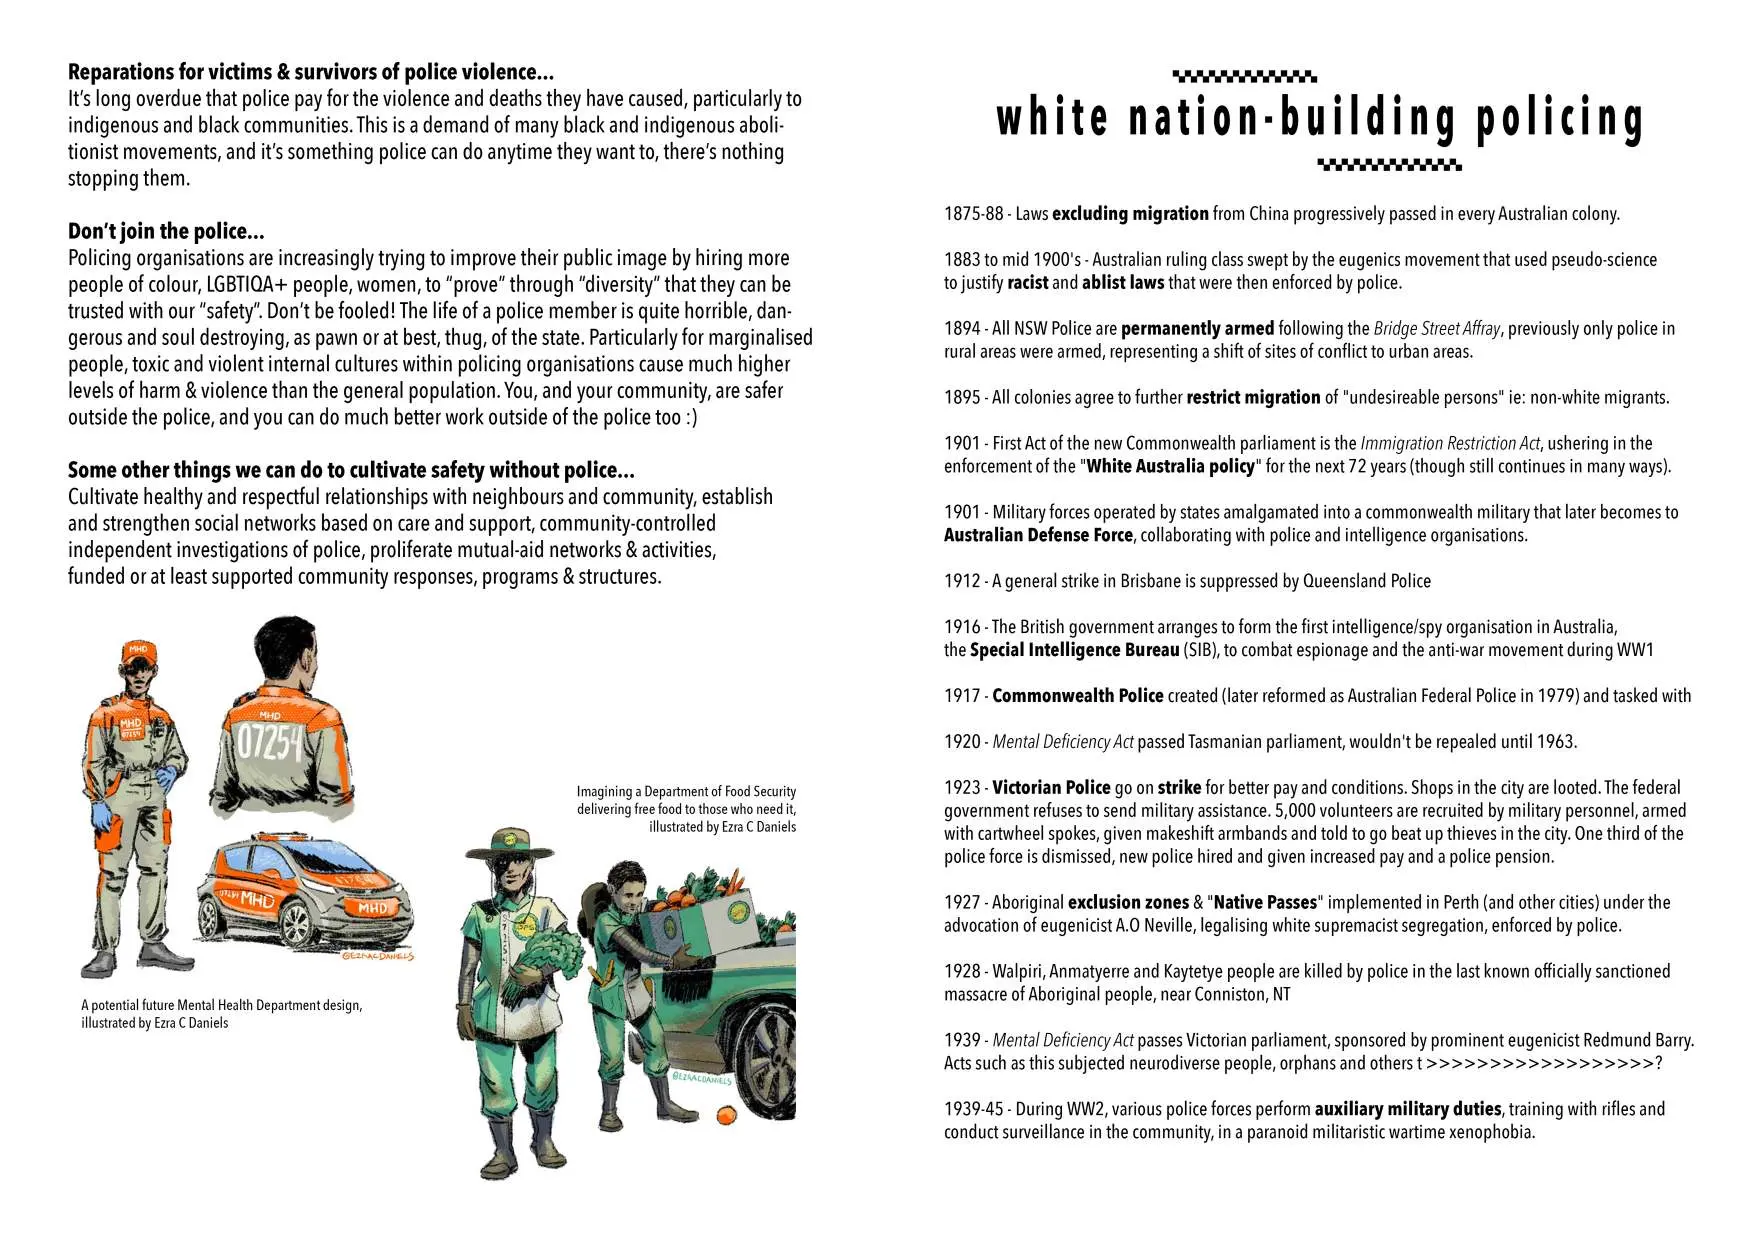 Reparations for victims & survivors of police violence...
It’s long overdue that police pay for the violence and deaths they have caused, particularly to
indigenous and black communities. This is a demand of many black and indigenous aboli-
tionist movements, and it’s something police can do anytime they want to, there’s nothing
stopping them.
Don’t join the police...
Policing organisations are increasingly trying to improve their public image by hiring more
people of colour, LGBTIQA+ people, women, to “prove” through “diversity“ that they can be
trusted with our “safety”. Don’t be fooled! The life of a police member is quite horrible, dan-
gerous and soul destroying, as pawn or at best, thug, of the state. Particularly for marginalised
people, toxic and violent internal cultures within policing organisations cause much higher
levels of harm & violence than the general population. You, and your community, are safer
outside the police, and you can do much better work outside of the police too :)
Some other things we can do to cultivate safety without police...
Cultivate healthy and respectful relationships with neighbours and community, establish
and strengthen social networks based on care and support, community-controlled
independent investigations of police, proliferate mutual-aid networks & activities,
funded or at least supported community responses, programs & structures.
MHD
MHD
07254
MHD
07254
07254 MHD
MHD
@EZRACDANIELS
A potential future Mental Health Department design,
illustrated by Ezra C Daniels
Imagining a Department of Food Security
delivering free food to those who need it,
illustrated by Ezra C Daniels
@EZRACDANIELS
white nation-building policing
1875-88 - Laws excluding migration from China progressively passed in every Australian colony.
1883 to mid 1900's - Australian ruling class swept by the eugenics movement that used pseudo-science
to justify racist and ablist laws that were then enforced by police.
1894 - All NSW Police are permanently armed following the Bridge Street Affray, previously only police in
rural areas were armed, representing a shift of sites of conflict to urban areas.
1895 - All colonies agree to further restrict migration of "undesireable persons" ie: non-white migrants.
1901 - First Act of the new Commonwealth parliament is the Immigration Restriction Act, ushering in the
enforcement of the "White Australia policy" for the next 72 years (though still continues in many ways).
1901 - Military forces operated by states amalgamated into a commonwealth military that later becomes to
Australian Defense Force, collaborating with police and intelligence organisations.
1912 - A general strike in Brisbane is suppressed by Queensland Police
1916 - The British government arranges to form the first intelligence/spy organisation in Australia,
the Special Intelligence Bureau (SIB), to combat espionage and the anti-war movement during WW1
1917 - Commonwealth Police created (later reformed as Australian Federal Police in 1979) and tasked with
1920 - Mental Deficiency Act passed Tasmanian parliament, wouldn't be repealed until 1963.
1923 - Victorian Police go on strike for better pay and conditions. Shops in the city are looted. The federal
government refuses to send military assistance. 5,000 volunteers are recruited by military personnel, armed
with cartwheel spokes, given makeshift armbands and told to go beat up thieves in the city. One third of the
police force is dismissed, new police hired and given increased pay and a police pension.
1927 - Aboriginal exclusion zones & "Native Passes" implemented in Perth (and other cities) under the
advocation of eugenicist A.O Neville, legalising white supremacist segregation, enforced by police.
1928 - Walpiri, Anmatyerre and Kaytetye people are killed by police in the last known officially sanctioned
massacre of Aboriginal people, near Conniston, NT
1939 - Mental Deficiency Act passes Victorian parliament, sponsored by prominent eugenicist Redmund Barry.
Acts such as this subjected neurodiverse people, orphans and others t >>>>>>>>>>>>>>>>>>?
1939-45 - During WW2, various police forces perform auxiliary military duties, training with rifles and
conduct surveillance in the community, in a paranoid militaristic wartime xenophobia.